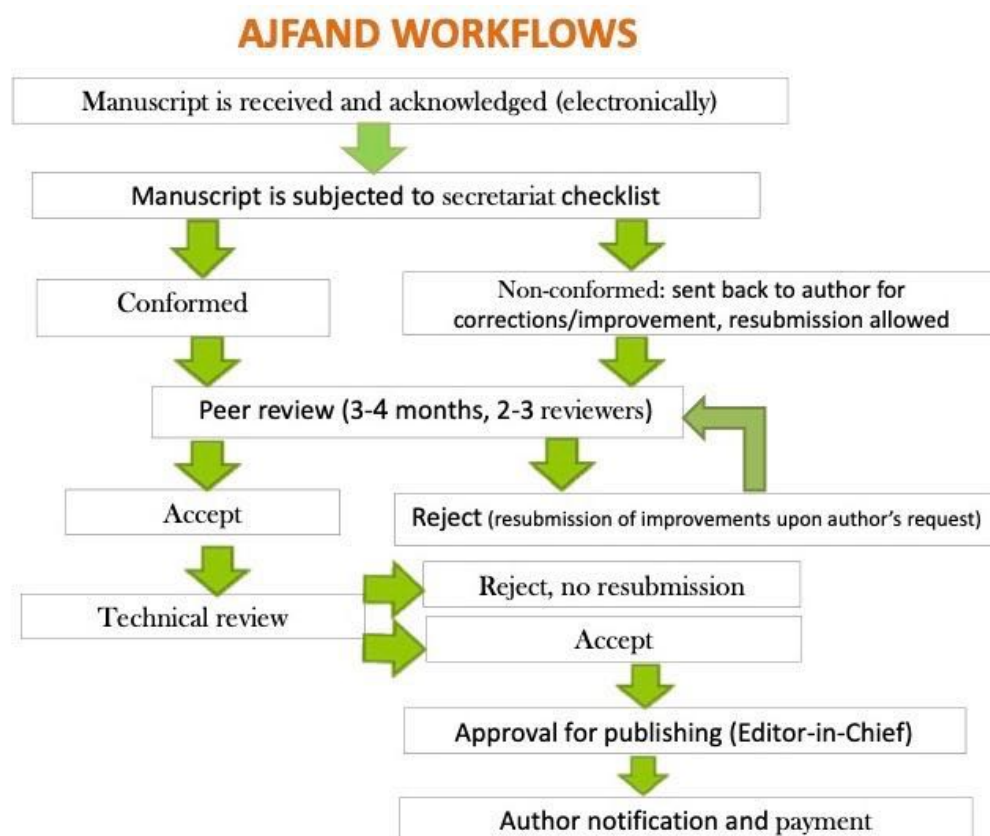 AJFAND WORKFLOWS
Manuscript is received and acknowledged (electronically)
Manuscript is subjected to secretariat checklist
Conformed
Non-conformed: sent back to author for
corrections/improvement, resubmission allowed
Peer review (3-4 months, 2-3 reviewers)
Accept
Reject (resubmission of improvements upon author's request)
Technical review
Reject, no resubmission
Accept
Approval for publishing (Editor-in-Chief)
Author notification and payment